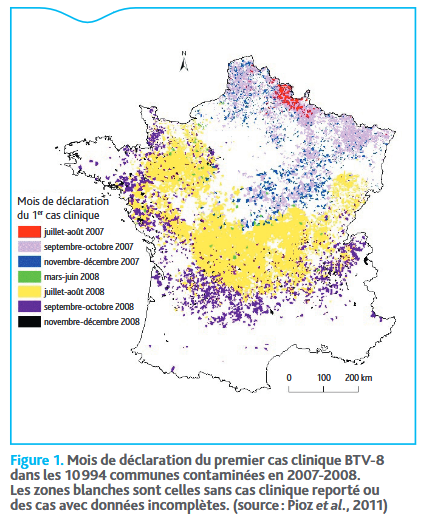 N
Mois de déclaration
du 1er cas clinique
juillet-août 2007
septembre-octobre 2007
novembre-décembre 2007
mars-juin 2008
juillet-août 2008
septembre-octobre 2008
novembre-décembre 2008
0 100 200 km
Figure 1. Mois de déclaration du premier cas clinique BTV-8
dans les 10 994 communes contaminées en 2007-2008.
Les zones blanches sont celles sans cas clinique reporté ou
des cas avec données incomplètes. (source : Pioz et al., 2011)